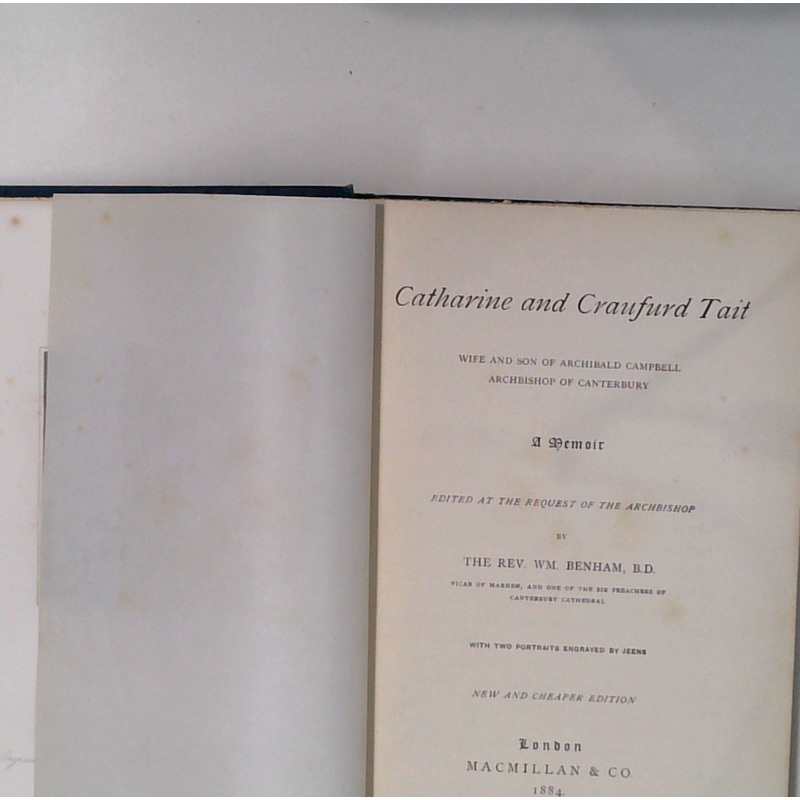 Catharine and Craufurd Tait
WIFE AND SON OF ARCHIBALD CAMPBELL
ARCHBISHOP OF CANTERBURY
A Memoir
EDITED AT THE REQUEST OF THE ARCHBISHOP
BY
THE REV. WM. BENHAM, B.D.
VICAR OF MARDEN, AND ONE OF THE SIX PREACHERS OF
CANTERBURY CATHEDRAL
WITH TWO PORTRAITS ENGRAVED BY JEENS
NEW AND CHEAPER EDITION
London
MACMILLAN & CO.
1884.